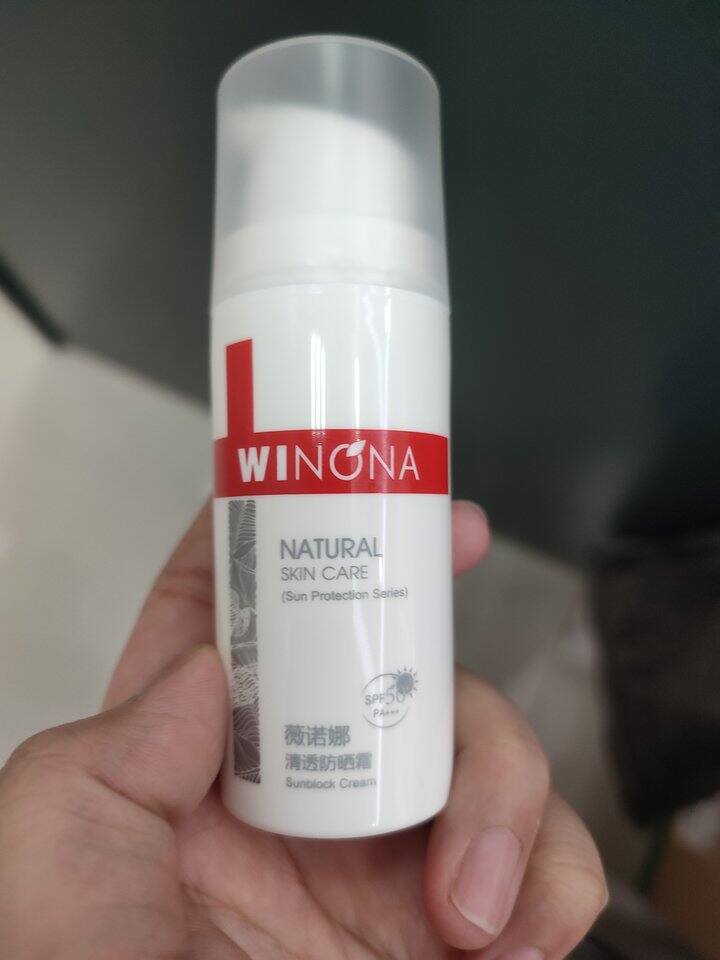 WINONA
NATURAL
SKIN CARE
(Sun Protection Series)
SPF50
PA+++
薇诺娜
清透防晒霜
Sunblock Cream